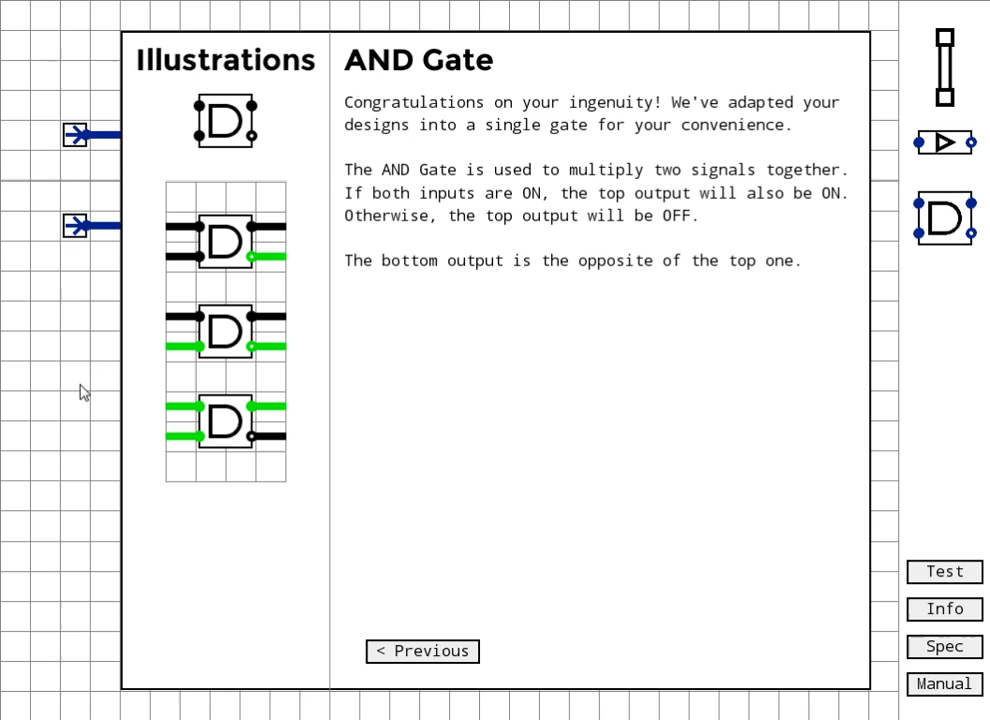 Illustrations
AND Gate
Congratulations on your ingenuity! We've adapted your
designs into a single gate for your convenience.
The AND Gate is used to multiply two signals together.
If both inputs are ON, the top output will also be ON.
Otherwise, the top output will be OFF.
The bottom output is the opposite of the top one.
< Previous
Test
Info
Spec
Manual